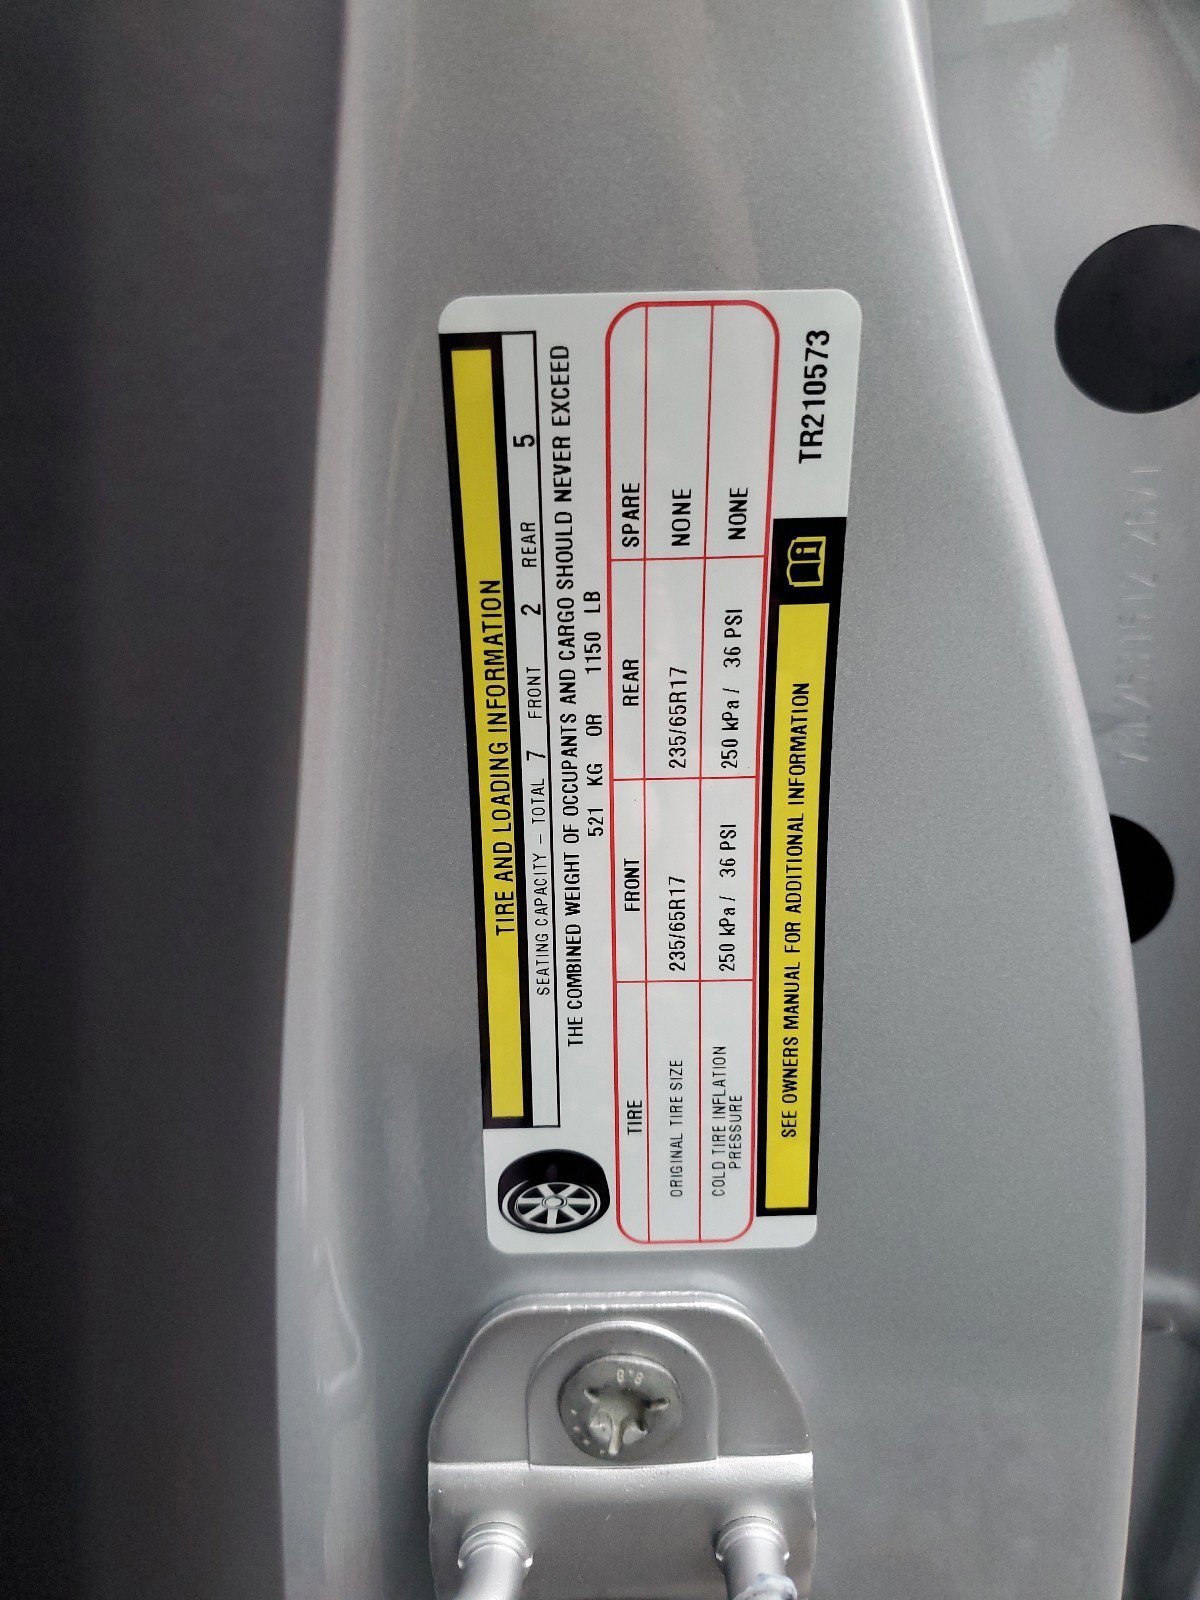 TIRE AND LOADING INFORMATION
SEATING CAPACITY – TOTAL 7 FRONT 2 REAR 5
THE COMBINED WEIGHT OF OCCUPANTS AND CARGO SHOULD NEVER EXCEED
521 KG OR 1150 LB
TIRE FRONT REAR SPARE
ORIGINAL TIRE SIZE 235/65R17 235/65R17 NONE
COLD TIRE INFLATION PRESSURE 250 kPa / 36 PSI 250 kPa / 36 PSI NONE
SEE OWNERS MANUAL FOR ADDITIONAL INFORMATION
TR210573
8.8